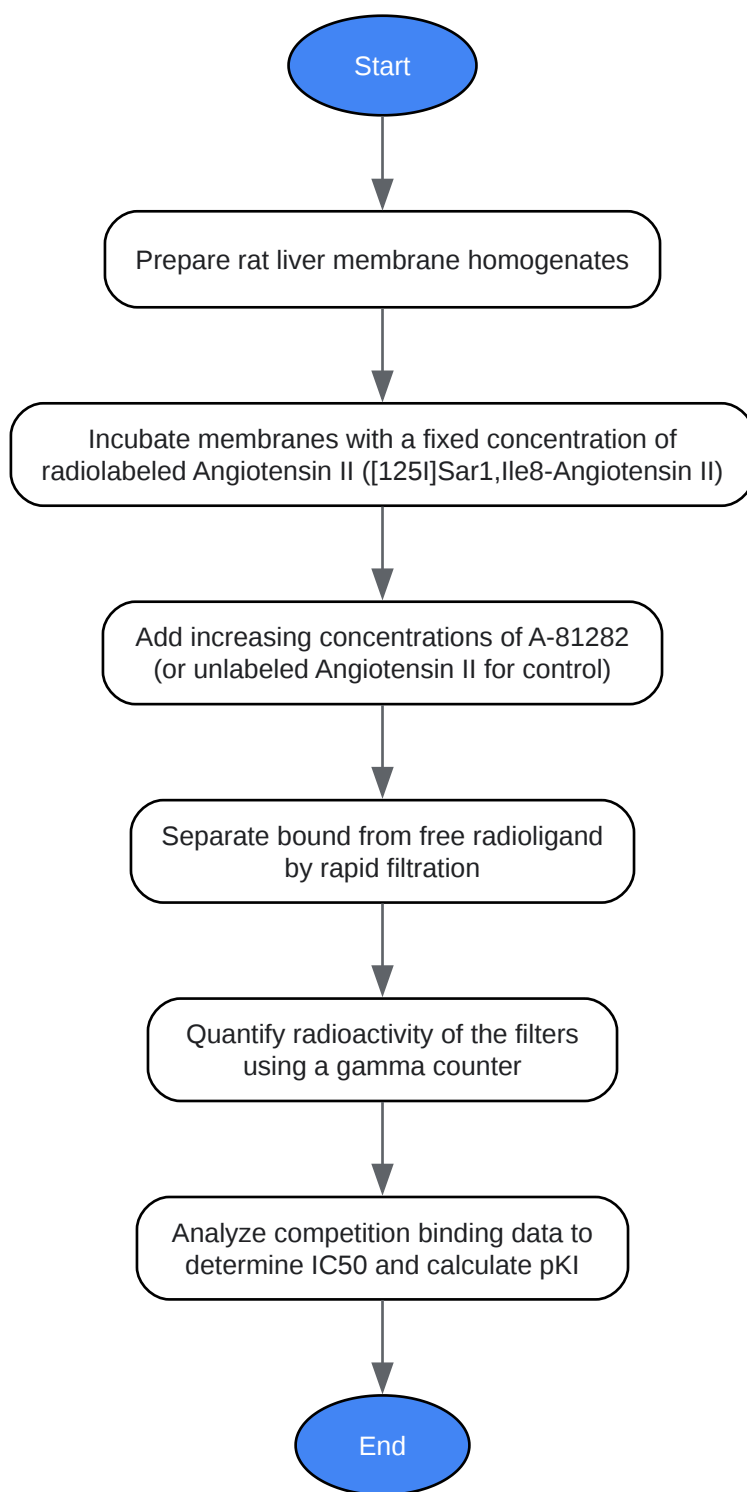 Start
Prepare rat liver membrane homogenates
Incubate membranes with a fixed concentration of
radiolabeled Angiotensin II ([125I]Sar1,Ile8-Angiotensin II)
Add increasing concentrations of A-81282
(or unlabeled Angiotensin II for control)
Separate bound from free radioligand
by rapid filtration
Quantify radioactivity of the filters
using a gamma counter
Analyze competition binding data to
determine IC50 and calculate pKI
End